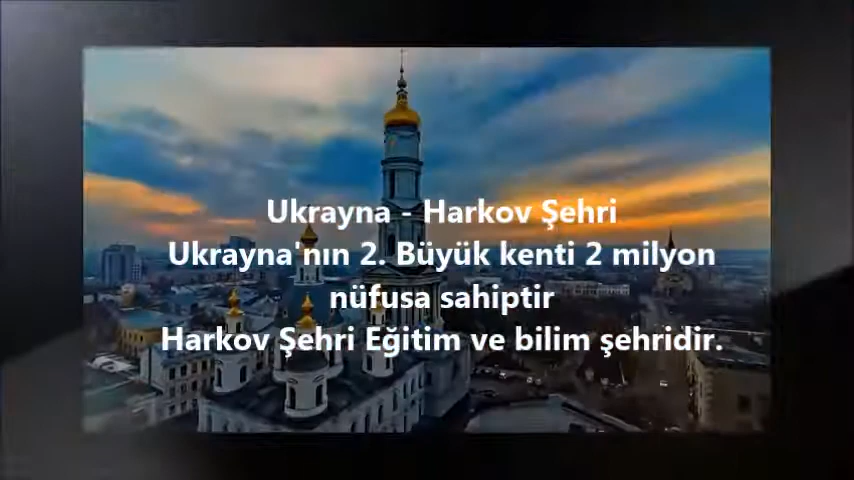 Ukrayna - Harkov Şehri
Ukrayna'nın 2. Büyük kenti 2 milyon
nüfusa sahiptir
Harkov Şehri Eğitim ve bilim şehridir.